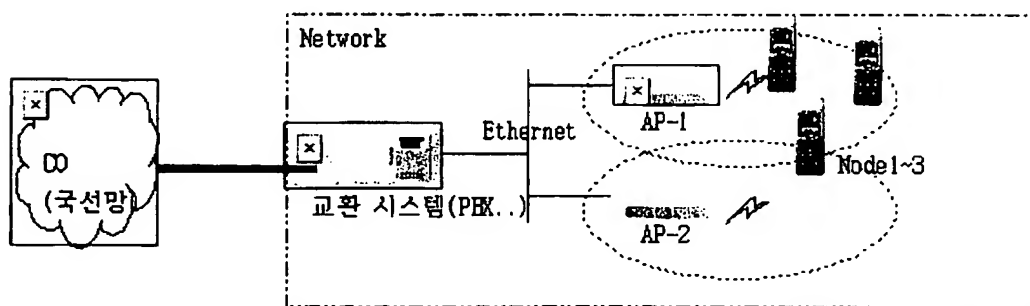 Network
CO
(국선망)
Ethernet
교환 시스템(PBX..)
AP-1
Node1~3
AP-2